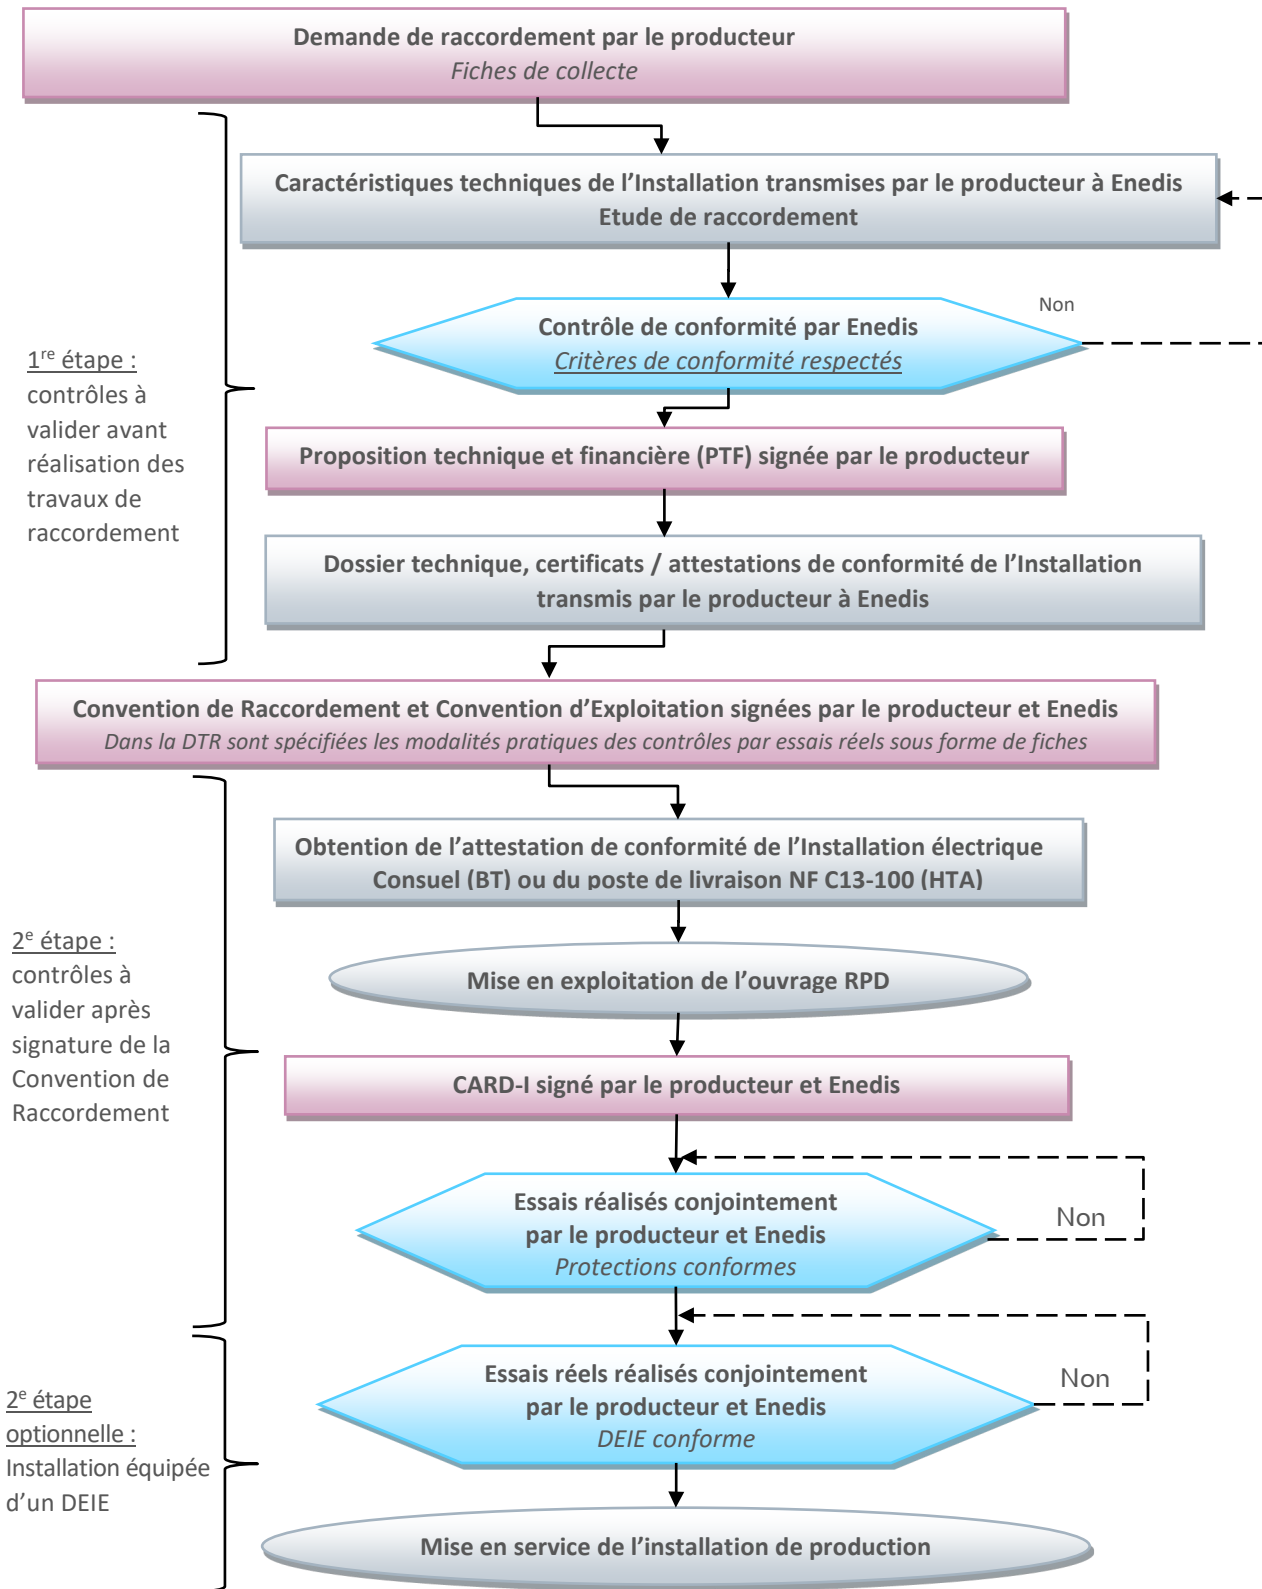 Demande de raccordement par le producteur
Fiches de collecte
Caractéristiques techniques de l’Installation transmises par le producteur à Enedis
Etude de raccordement
Non
Contrôle de conformité par Enedis
Critères de conformité respectés
1re étape :
contrôles à
valider avant
réalisation des
travaux de
raccordement
Proposition technique et financière (PTF) signée par le producteur
Dossier technique, certificats / attestations de conformité de l’Installation
transmis par le producteur à Enedis
Convention de Raccordement et Convention d’Exploitation signées par le producteur et Enedis
Dans la DTR sont spécifiées les modalités pratiques des contrôles par essais réels sous forme de fiches
Obtention de l’attestation de conformité de l’Installation électrique
Consuel (BT) ou du poste de livraison NF C13-100 (HTA)
2e étape :
contrôles à
valider après
signature de la
Convention de
Raccordement
Mise en exploitation de l’ouvrage RPD
CARD-I signé par le producteur et Enedis
Essais réalisés conjointement
par le producteur et Enedis
Protections conformes
Non
Essais réels réalisés conjointement
par le producteur et Enedis
DEIE conforme
Non
2e étape
optionnelle :
Installation équipée
d’un DEIE
Mise en service de l’installation de production